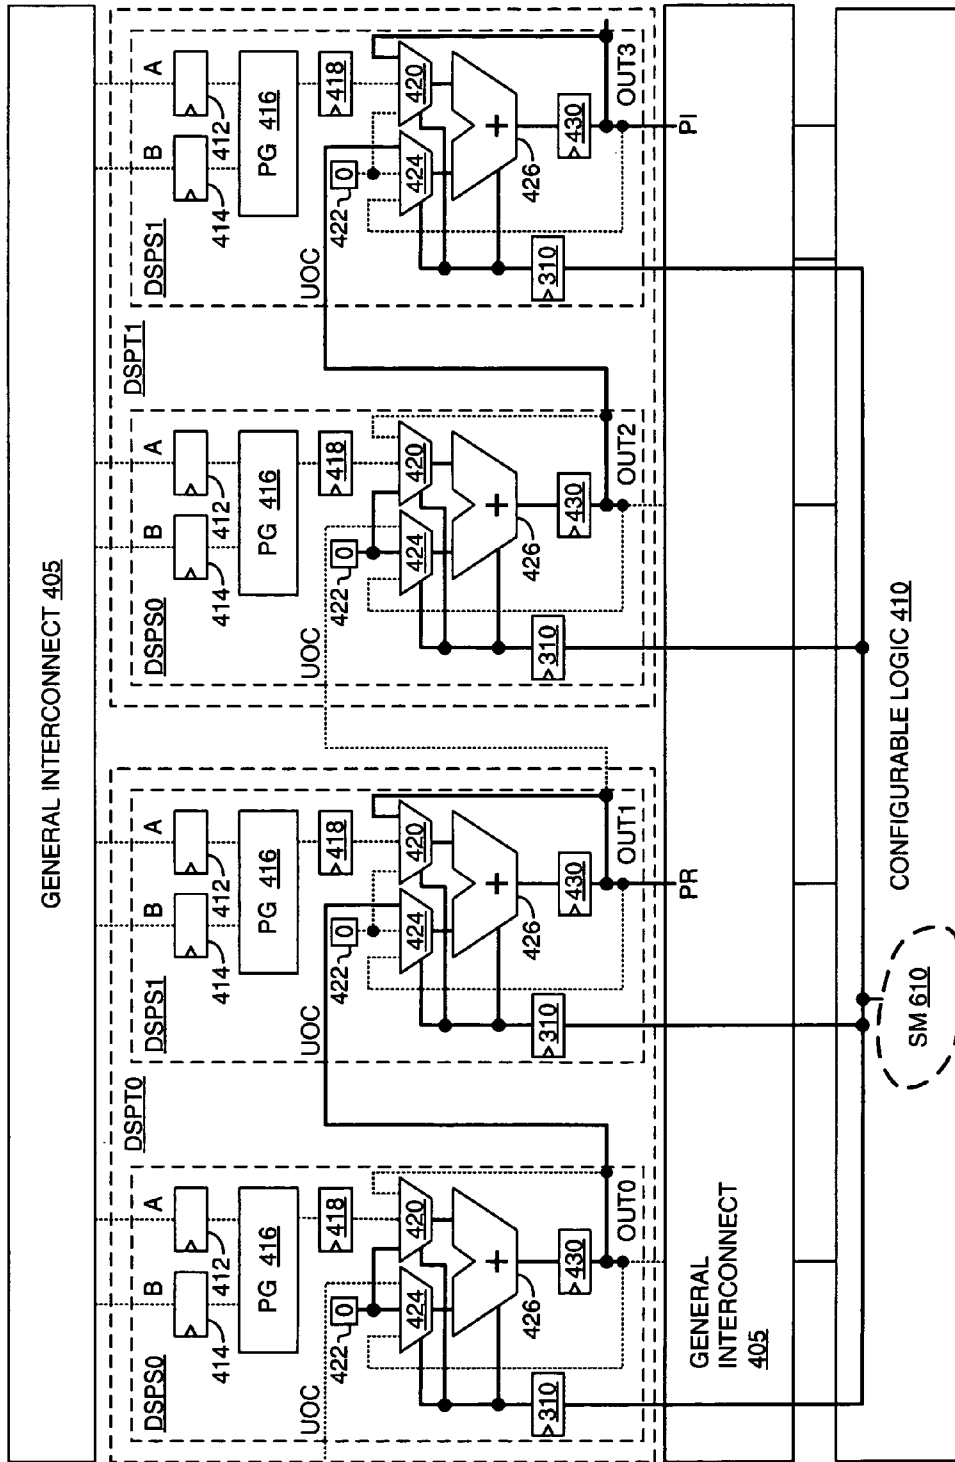 GENERAL INTERCONNECT 405
DSPT0
DSPS0
B
A
414
412
PG 416
418
UOC
422
0
424
420
+
426
310
430
OUT0
DSPS1
B
A
414
412
PG 416
418
UOC
422
0
424
420
+
426
310
430
OUT1
PR
DSPT1
DSPS0
B
A
414
412
PG 416
418
UOC
422
0
424
420
+
426
310
430
OUT2
DSPS1
B
A
414
412
PG 416
418
UOC
422
0
424
420
+
426
310
430
OUT3
PI
GENERAL
INTERCONNECT
405
SM 610
CONFIGURABLE LOGIC 410